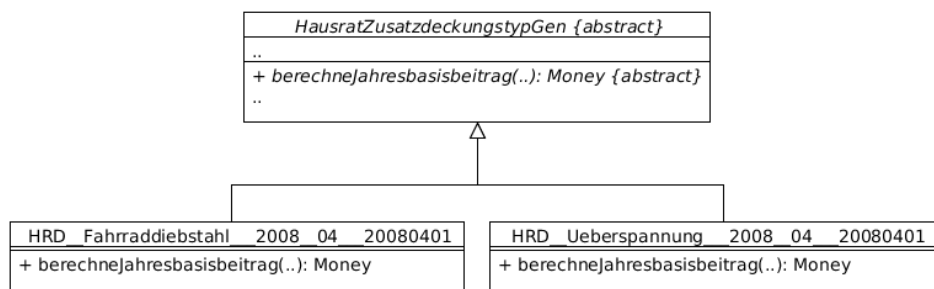 HausratZusatzdeckungstypGen {abstract}
..
+ berechneJahresbasisbeitrag(..): Money {abstract}
..
HRD__Fahrraddiebstahl___2008__04___20080401
+ berechneJahresbasisbeitrag(..): Money
HRD__Ueberspannung___2008__04___20080401
+ berechneJahresbasisbeitrag(..): Money